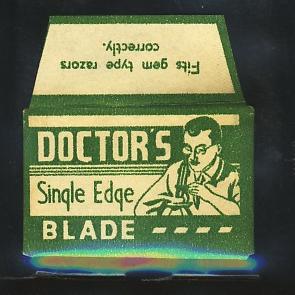 Fits gem type razors
correctly.
DOCTOR'S
Single Edge
BLADE ----